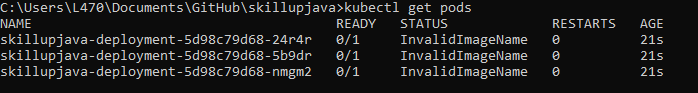 C:\Users\L470\Documents\GitHub\skillupjava>kubectl get pods
NAME READY STATUS RESTARTS AGE
skillupjava-deployment-5d98c79d68-24r4r 0/1 InvalidImageName 0 21s
skillupjava-deployment-5d98c79d68-5b9dr 0/1 InvalidImageName 0 21s
skillupjava-deployment-5d98c79d68-nmgm2 0/1 InvalidImageName 0 21s